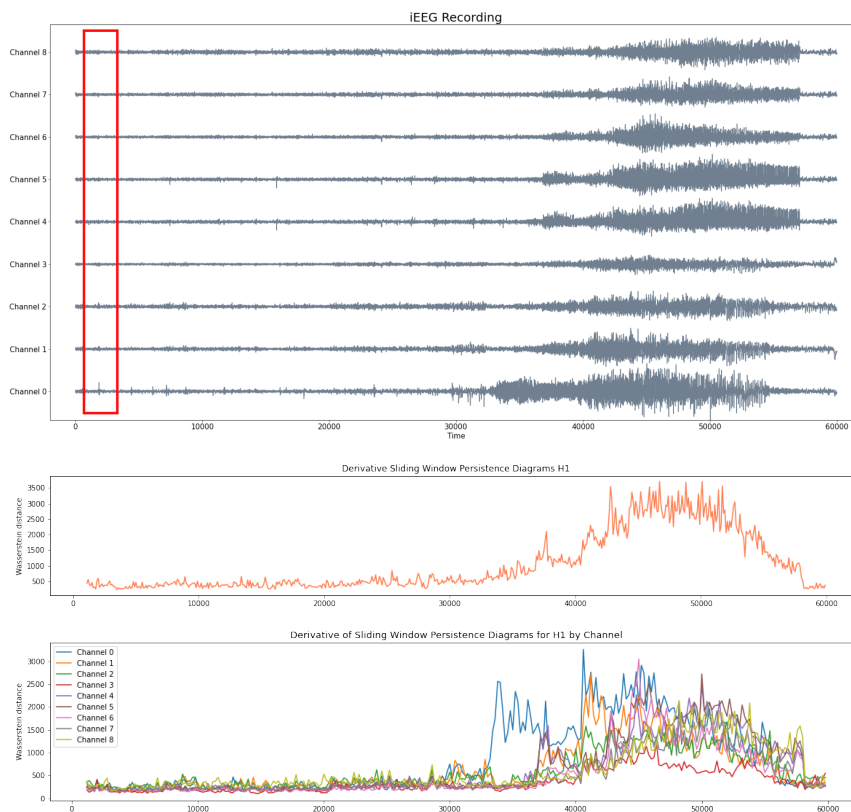 iEEG Recording
Channel 8
Channel 7
Channel 6
Channel 5
Channel 4
Channel 3
Channel 2
Channel 1
Channel 0
0 10000 20000 30000 40000 50000 60000
Time
Derivative Sliding Window Persistence Diagrams H1
Wasserstein distance
3500
3000
2500
2000
1500
1000
500
0 10000 20000 30000 40000 50000 60000
Derivative of Sliding Window Persistence Diagrams for H1 by Channel
Wasserstein distance
3000
2500
2000
1500
1000
500
0
Channel 0
Channel 1
Channel 2
Channel 3
Channel 4
Channel 5
Channel 6
Channel 7
Channel 8
0 10000 20000 30000 40000 50000 60000